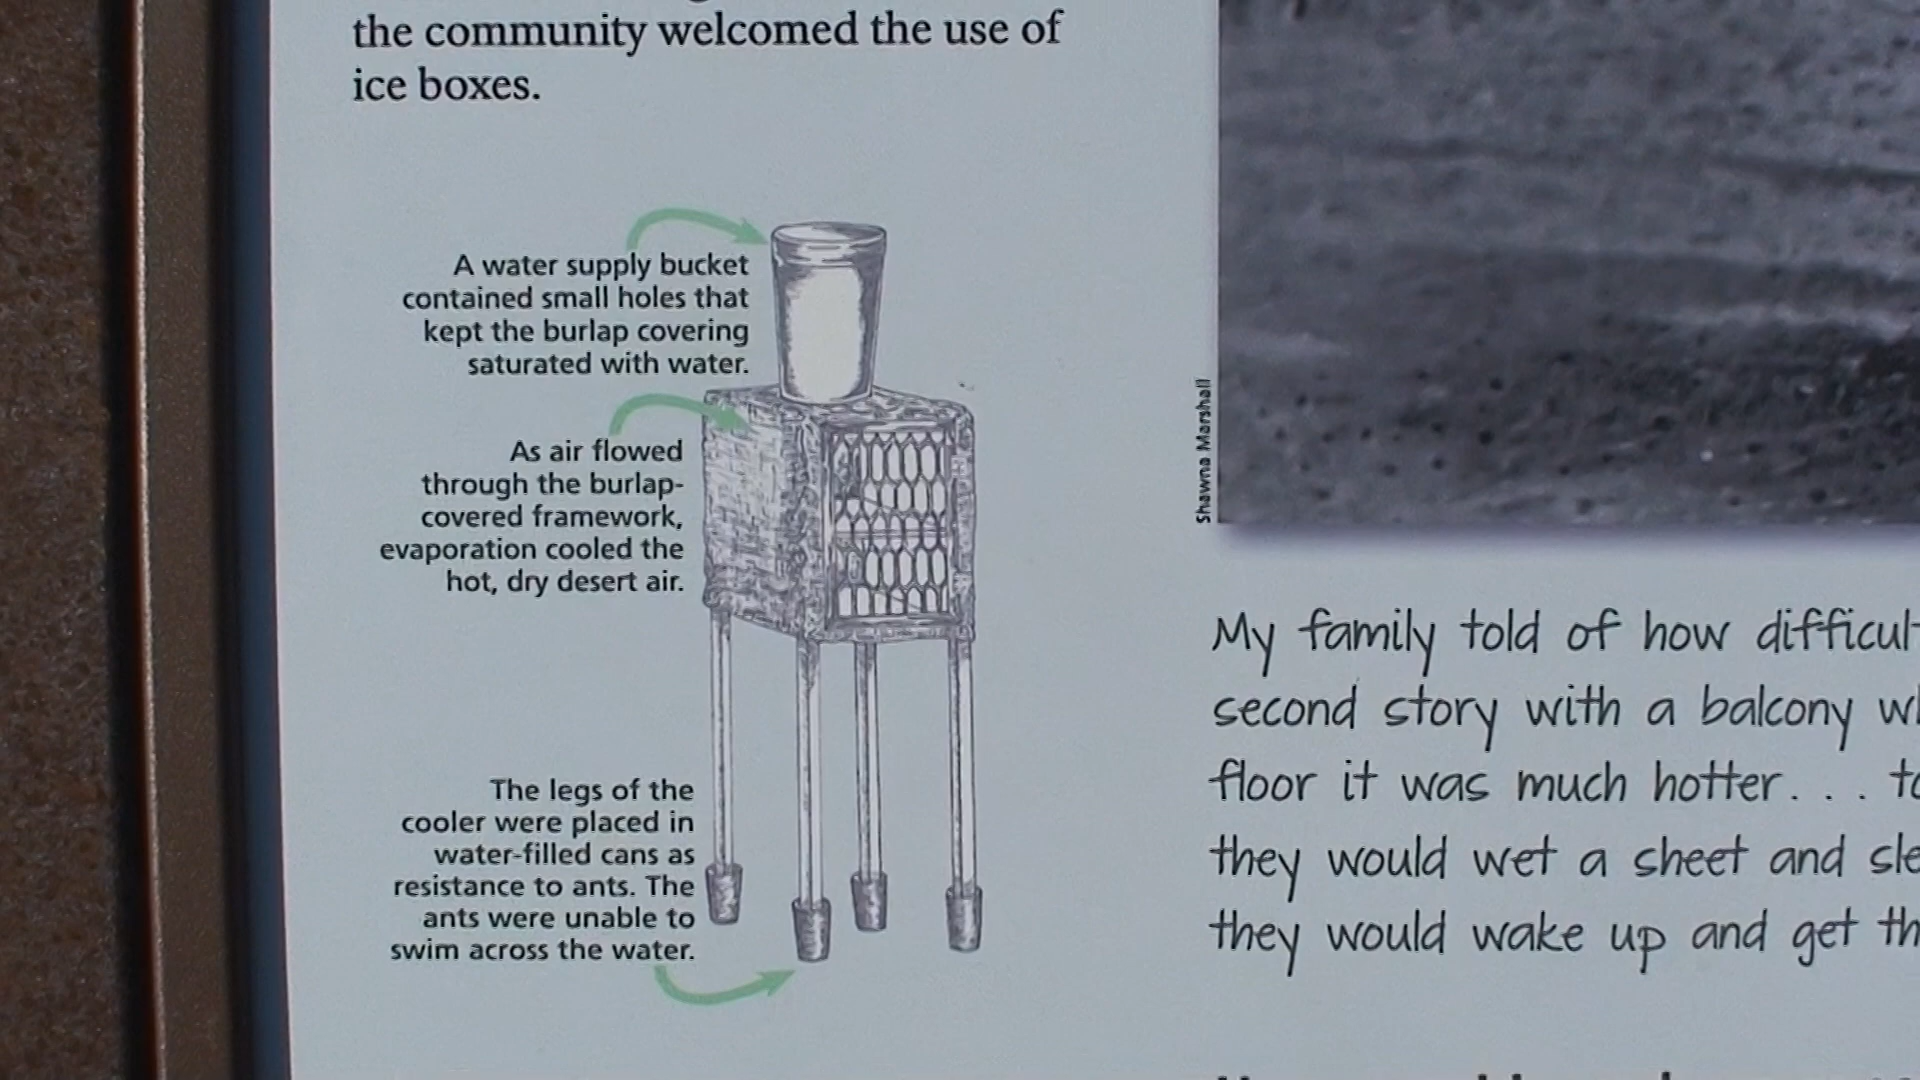 the community welcomed the use of
ice boxes.
A water supply bucket
contained small holes that
kept the burlap covering
saturated with water.
As air flowed
through the burlap-
covered framework,
evaporation cooled the
hot, dry desert air.
The legs of the
cooler were placed in
water-filled cans as
resistance to ants. The
ants were unable to
swim across the water.
Shawna Marshall
My family told of how difficult
second story with a balcony
floor it was much hotter. . .
they would wet a sheet and
they would wake up and get